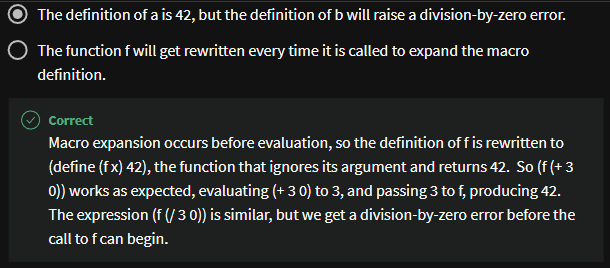 The definition of a is 42, but the definition of b will raise a division-by-zero error.
The function f will get rewritten every time it is called to expand the macro
definition.
Correct
Macro expansion occurs before evaluation, so the definition of f is rewritten to
(define (f x) 42), the function that ignores its argument and returns 42.  So (f (+ 3
0)) works as expected, evaluating (+ 3 0) to 3, and passing 3 to f, producing 42.
The expression (f (/ 3 0)) is similar, but we get a division-by-zero error before the
call to f can begin.